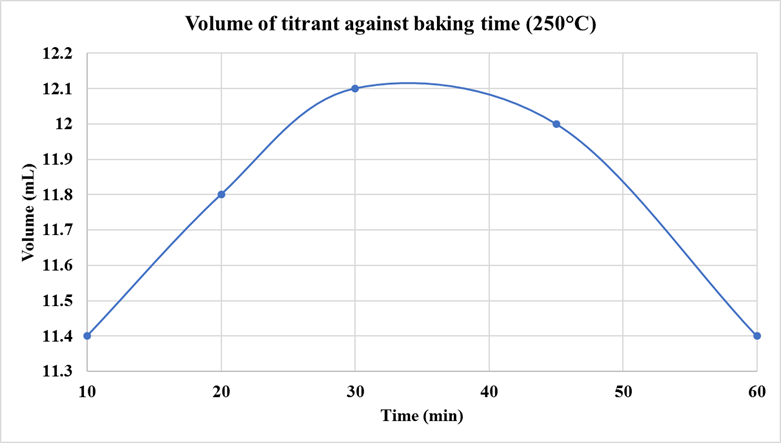 Volume of titrant against baking time (250°C)
12.2
12.1
12
11.9
11.8
11.7
11.6
11.5
11.4
11.3
Volume (mL)
10 20 30 40 50 60
Time (min)